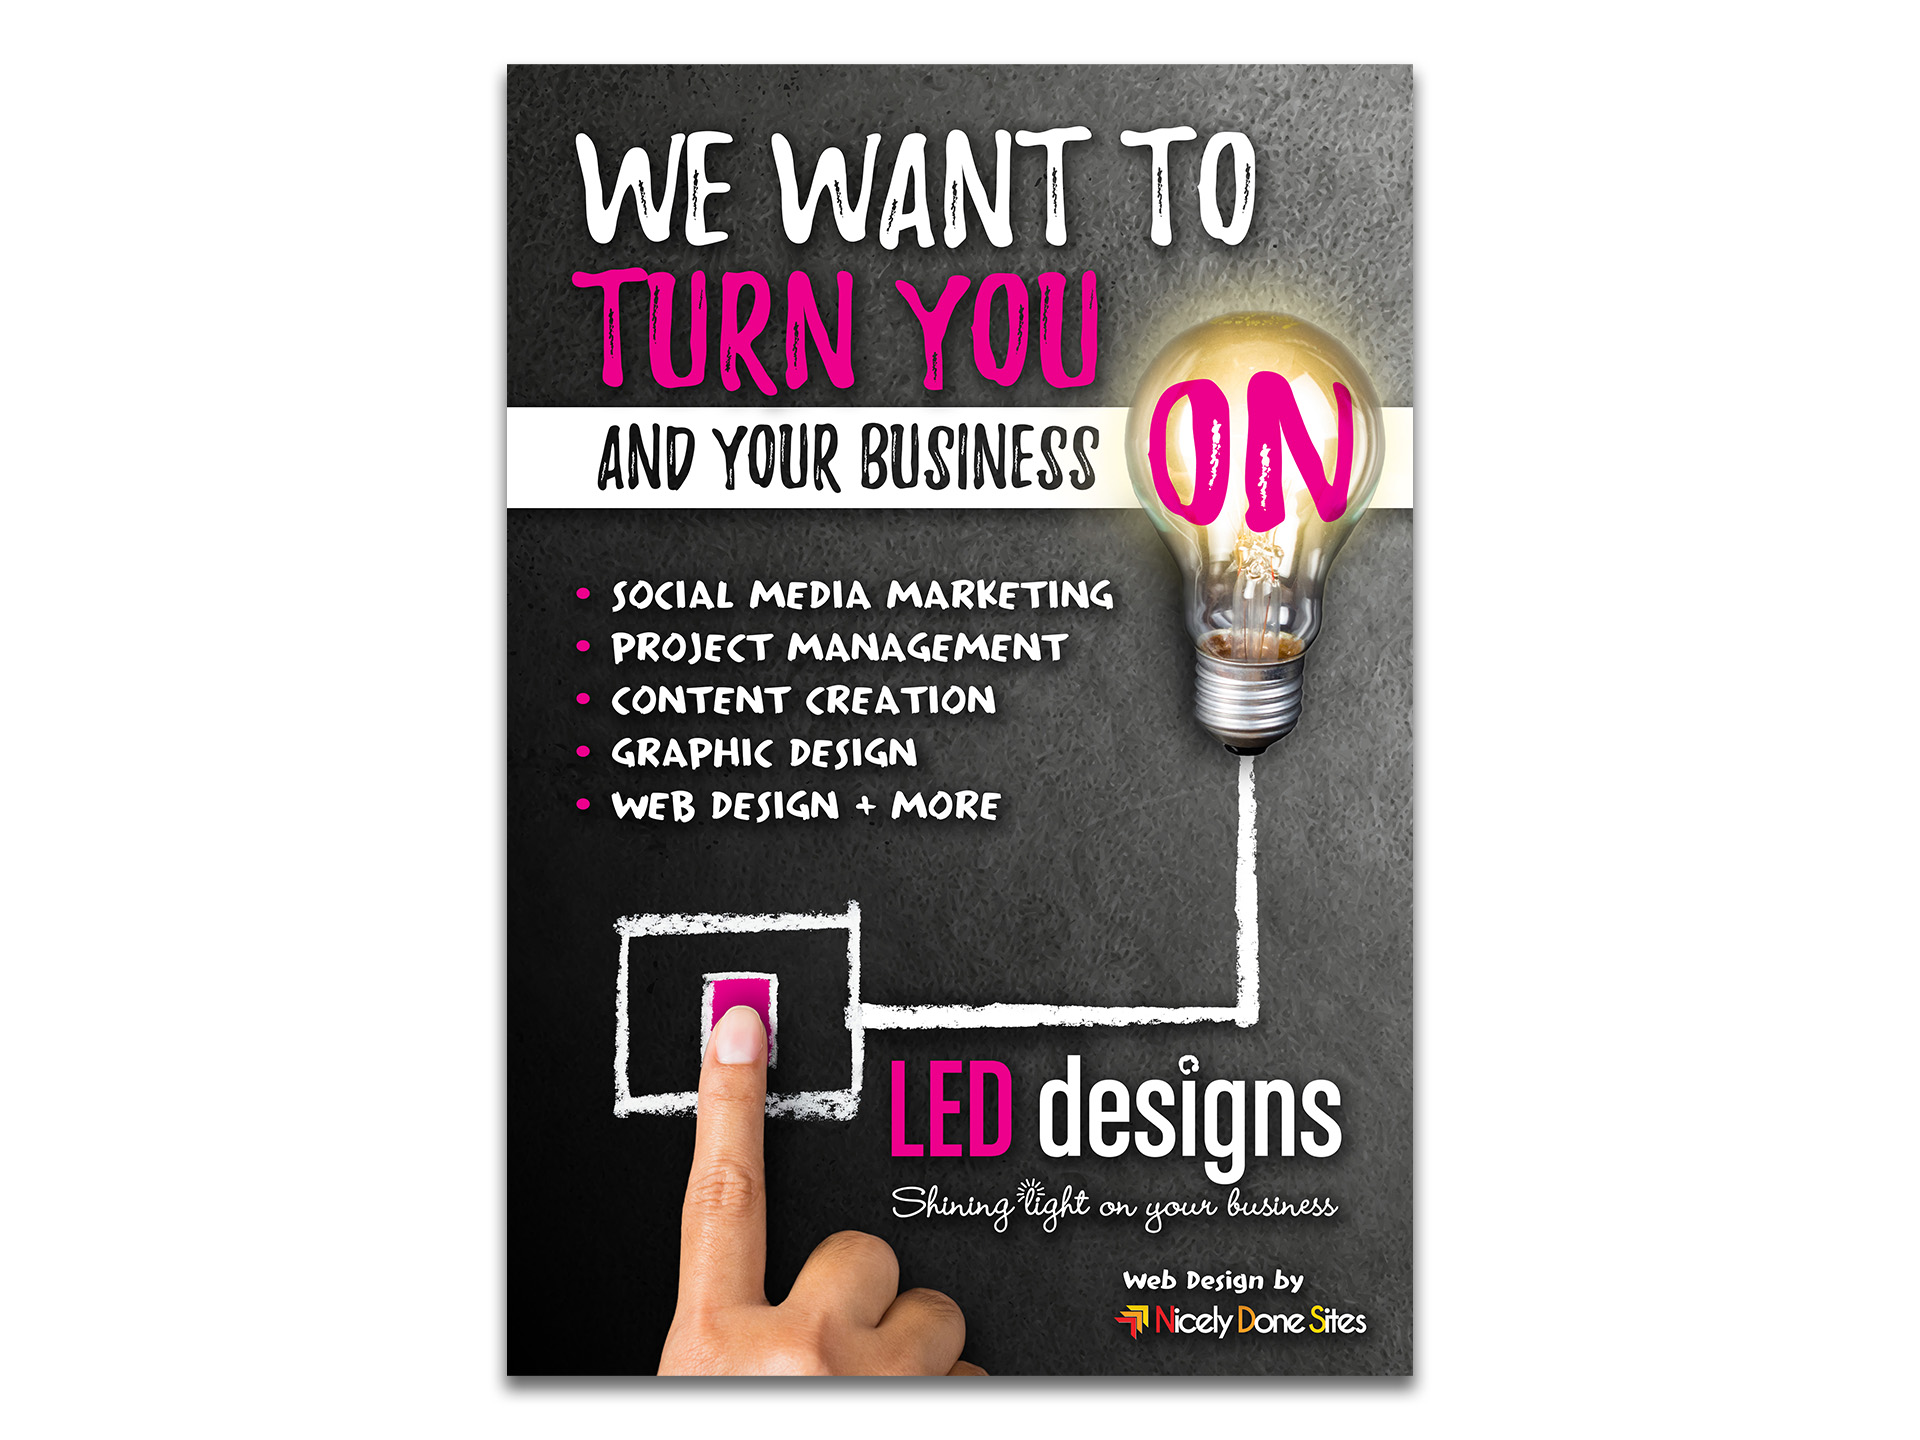 WE WANT TO
TURN YOU
AND YOUR BUSINESS ON
• SOCIAL MEDIA MARKETING
• PROJECT MANAGEMENT
• CONTENT CREATION
• GRAPHIC DESIGN
• WEB DESIGN + MORE
LED designs
Shining light on your business
Web Design by
Nicely Done Sites